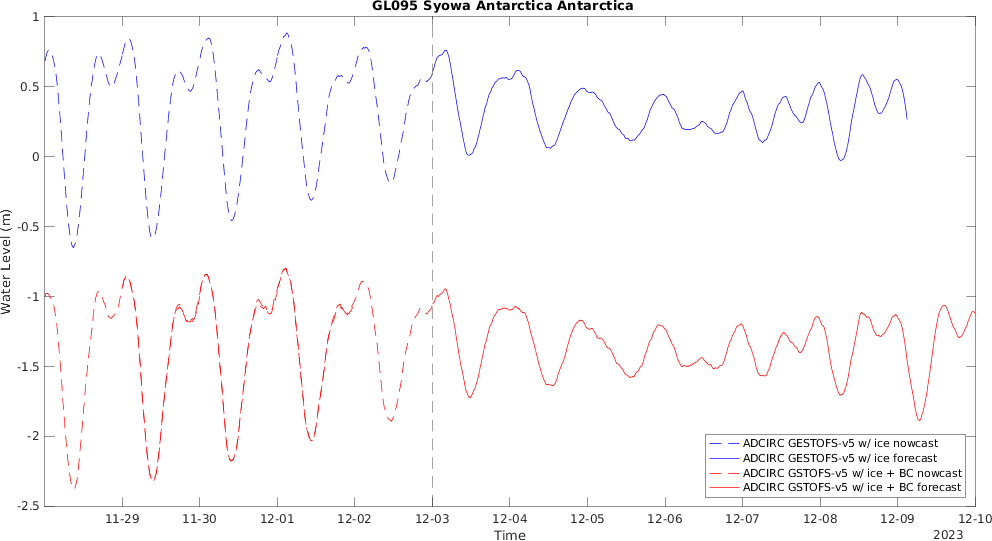 GL095 Syowa Antarctica Antarctica
Water Level (m)
1
0.5
0
-0.5
-1
-1.5
-2
-2.5
ADCIRC GESTOFS-v5 w/ ice nowcast
ADCIRC GESTOFS-v5 w/ ice forecast
ADCIRC GSTOFS-v5 w/ ice + BC nowcast
ADCIRC GSTOFS-v5 w/ ice + BC forecast
11-29 11-30 12-01 12-02 12-03 12-04 12-05 12-06 12-07 12-08 12-09 12-10
Time
2023